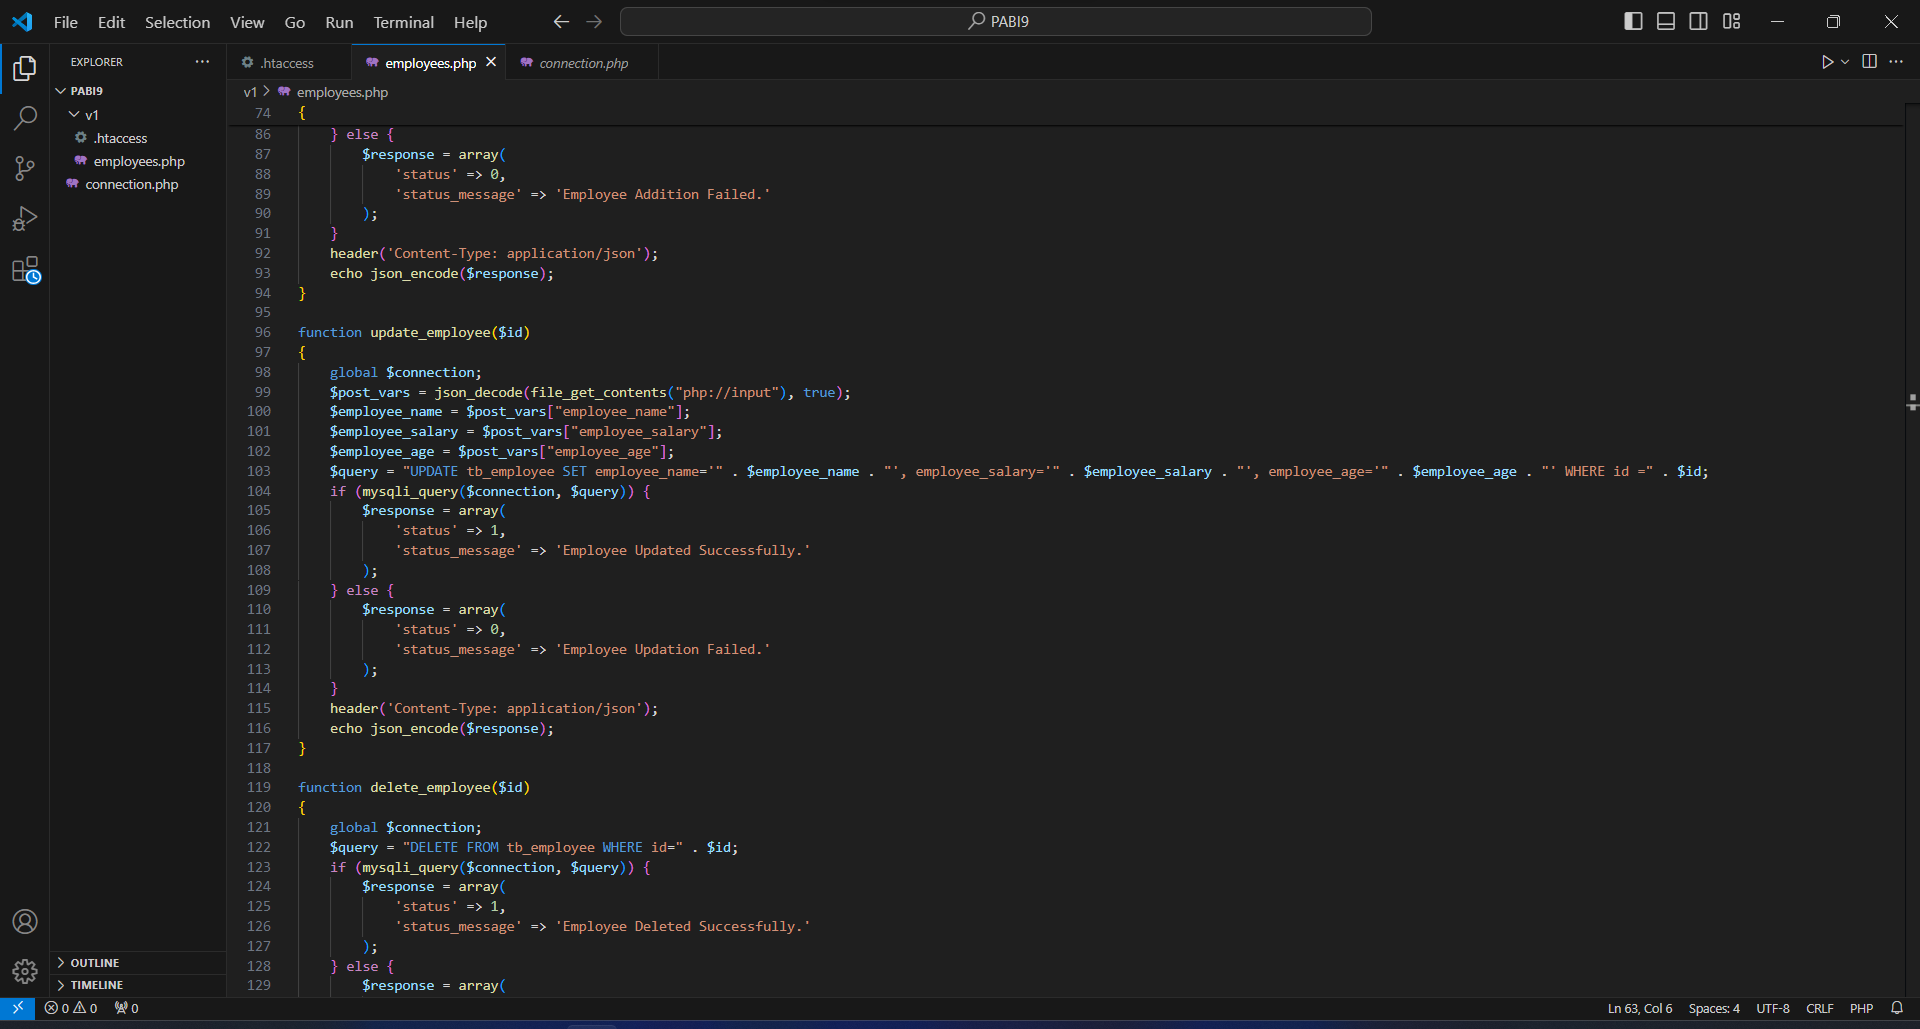 File Edit Selection View Go Run Terminal Help
PABI9
EXPLORER
PABI9
v1
.htaccess
employees.php
connection.php
OUTLINE
TIMELINE
.htaccess employees.php connection.php
v1 > employees.php
74 {
86 } else {
87 $response = array(
88 'status' => 0,
89 'status_message' => 'Employee Addition Failed.'
90 );
91 }
92 header('Content-Type: application/json');
93 echo json_encode($response);
94 }
95
96 function update_employee($id)
97 {
98 global $connection;
99 $post_vars = json_decode(file_get_contents("php://input"), true);
100 $employee_name = $post_vars["employee_name"];
101 $employee_salary = $post_vars["employee_salary"];
102 $employee_age = $post_vars["employee_age"];
103 $query = "UPDATE tb_employee SET employee_name='" . $employee_name . "', employee_salary='" . $employee_salary . "', employee_age='" . $employee_age . "' WHERE id =" . $id;
104 if (mysqli_query($connection, $query)) {
105 $response = array(
106 'status' => 1,
107 'status_message' => 'Employee Updated Successfully.'
108 );
109 } else {
110 $response = array(
111 'status' => 0,
112 'status_message' => 'Employee Updation Failed.'
113 );
114 }
115 header('Content-Type: application/json');
116 echo json_encode($response);
117 }
118
119 function delete_employee($id)
120 {
121 global $connection;
122 $query = "DELETE FROM tb_employee WHERE id=" . $id;
123 if (mysqli_query($connection, $query)) {
124 $response = array(
125 'status' => 1,
126 'status_message' => 'Employee Deleted Successfully.'
127 );
128 } else {
129 $response = array(
0 0 0 Ln 63, Col 6 Spaces: 4 UTF-8 CRLF PHP